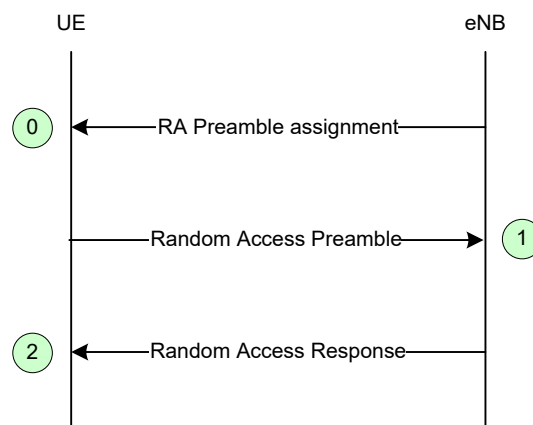 UE
eNB
0
RA Preamble assignment
Random Access Preamble
1
2
Random Access Response